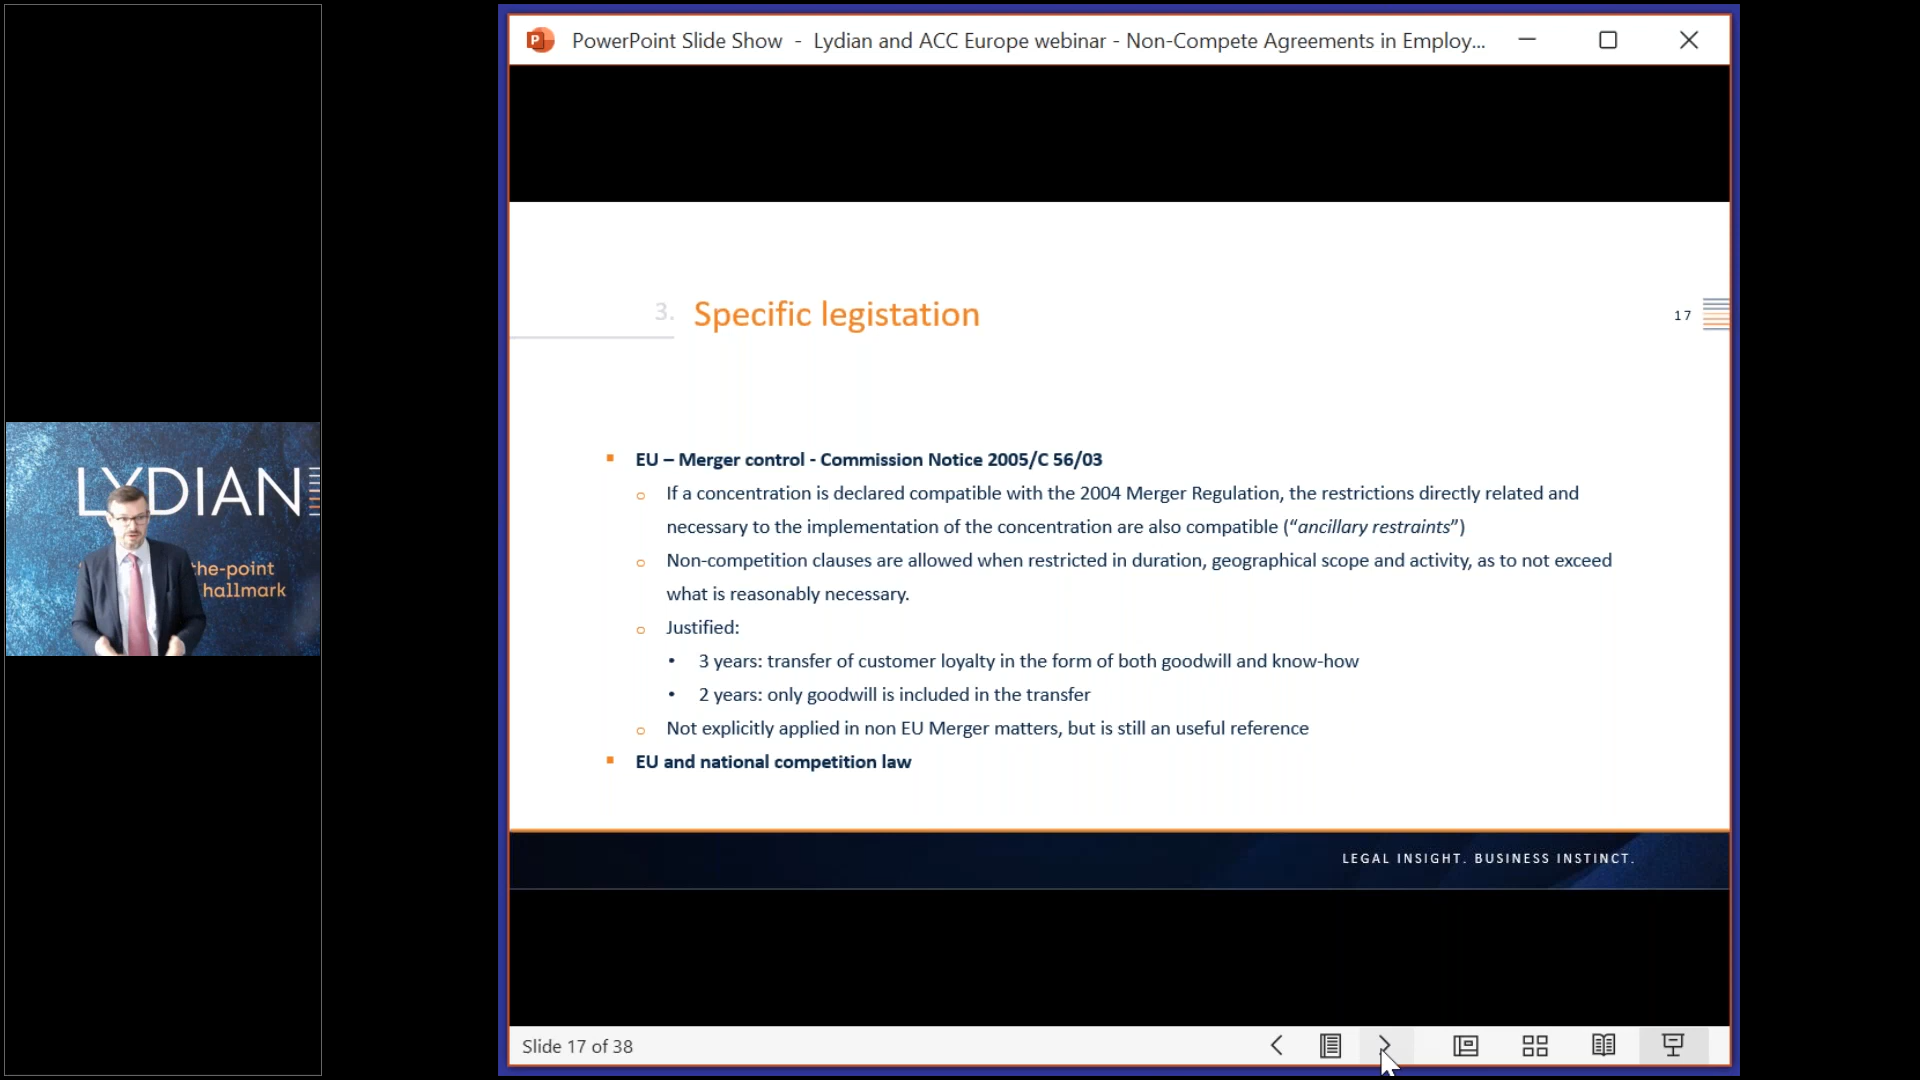 PowerPoint Slide Show - Lydian and ACC Europe webinar - Non-Compete Agreements in Employ...
LYDIAN
the-point
hallmark
3. Specific legistation
17
EU – Merger control - Commission Notice 2005/C 56/03
If a concentration is declared compatible with the 2004 Merger Regulation, the restrictions directly related and
necessary to the implementation of the concentration are also compatible (“ancillary restraints”)
Non-competition clauses are allowed when restricted in duration, geographical scope and activity, as to not exceed
what is reasonably necessary.
Justified:
3 years: transfer of customer loyalty in the form of both goodwill and know-how
2 years: only goodwill is included in the transfer
Not explicitly applied in non EU Merger matters, but is still an useful reference
EU and national competition law
LEGAL INSIGHT. BUSINESS INSTINCT.
Slide 17 of 38